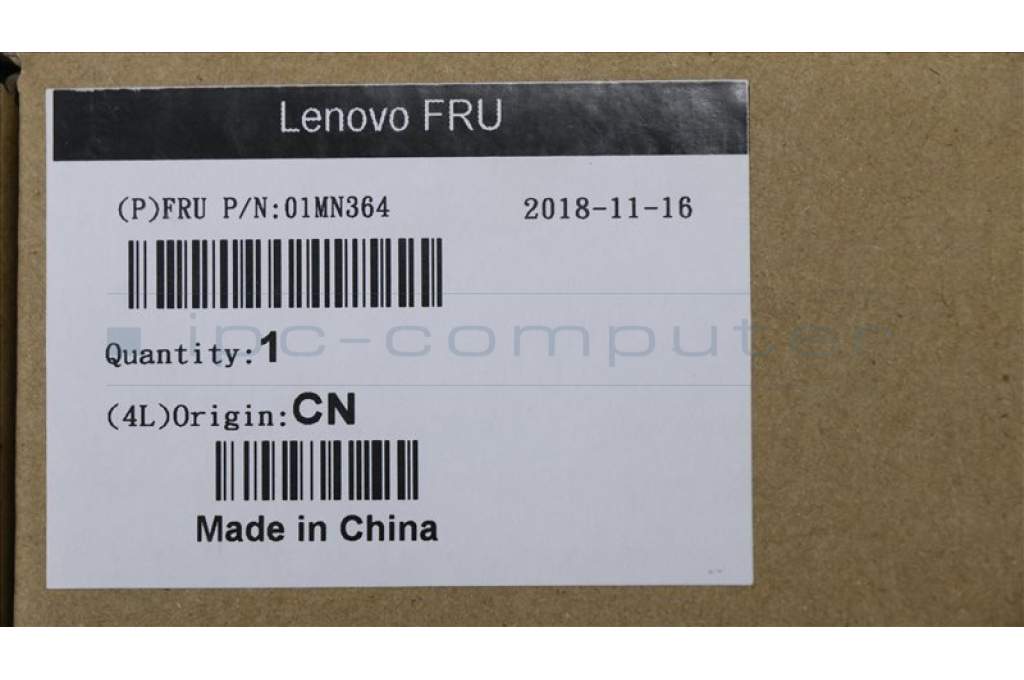 Lenovo FRU
(P)FRU P/N:01MN364 2018-11-16
ipc-computer
Quantity:1
(4L)Origin:CN
Made in China